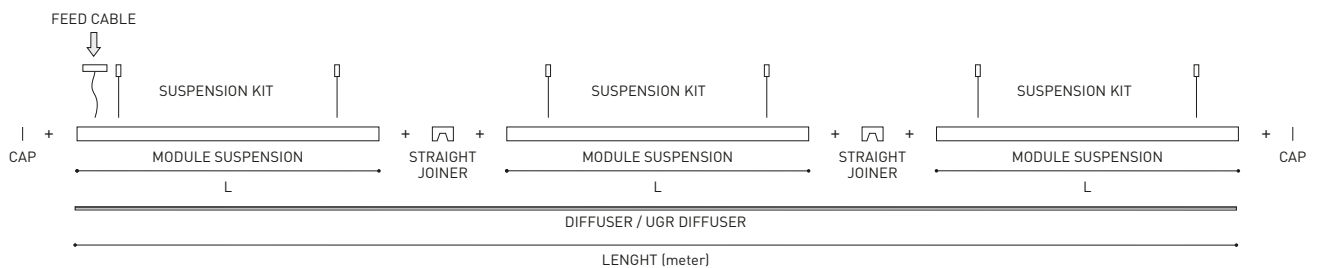 FEED CABLE
SUSPENSION KIT SUSPENSION KIT SUSPENSION KIT
+ + + + + +
CAP MODULE SUSPENSION STRAIGHT JOINER MODULE SUSPENSION STRAIGHT JOINER MODULE SUSPENSION CAP
L L L
DIFFUSER / UGR DIFFUSER
LENGHT (meter)